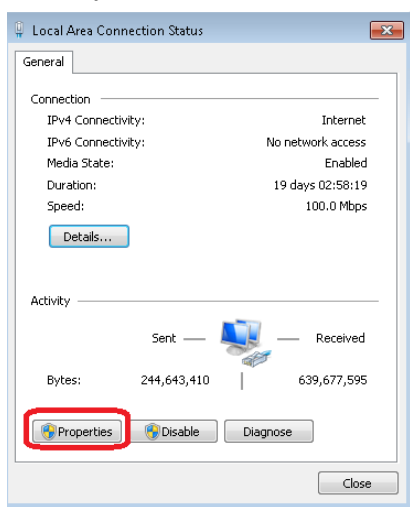 Local Area Connection Status
General
Connection
IPv4 Connectivity: Internet
IPv6 Connectivity: No network access
Media State: Enabled
Duration: 19 days 02:58:19
Speed: 100.0 Mbps
Details...
Activity
Sent Received
Bytes: 244,643,410 639,677,595
Properties Disable Diagnose
Close